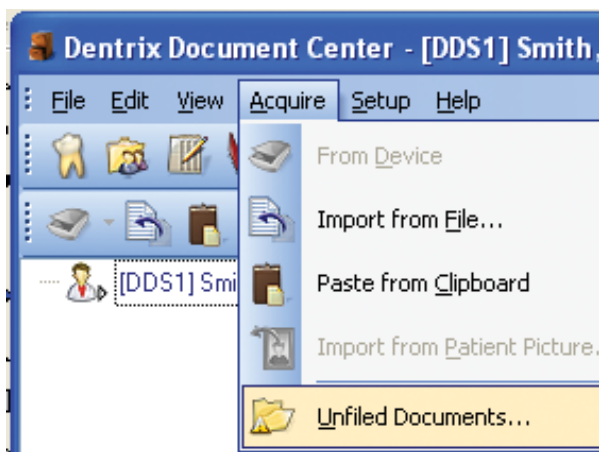 Dentrix Document Center - [DDS1] Smith,
File Edit View Acquire Setup Help
From Device
Import from File...
[DDS1] Smi
Paste from Clipboard
Import from Patient Picture.
Unfiled Documents...